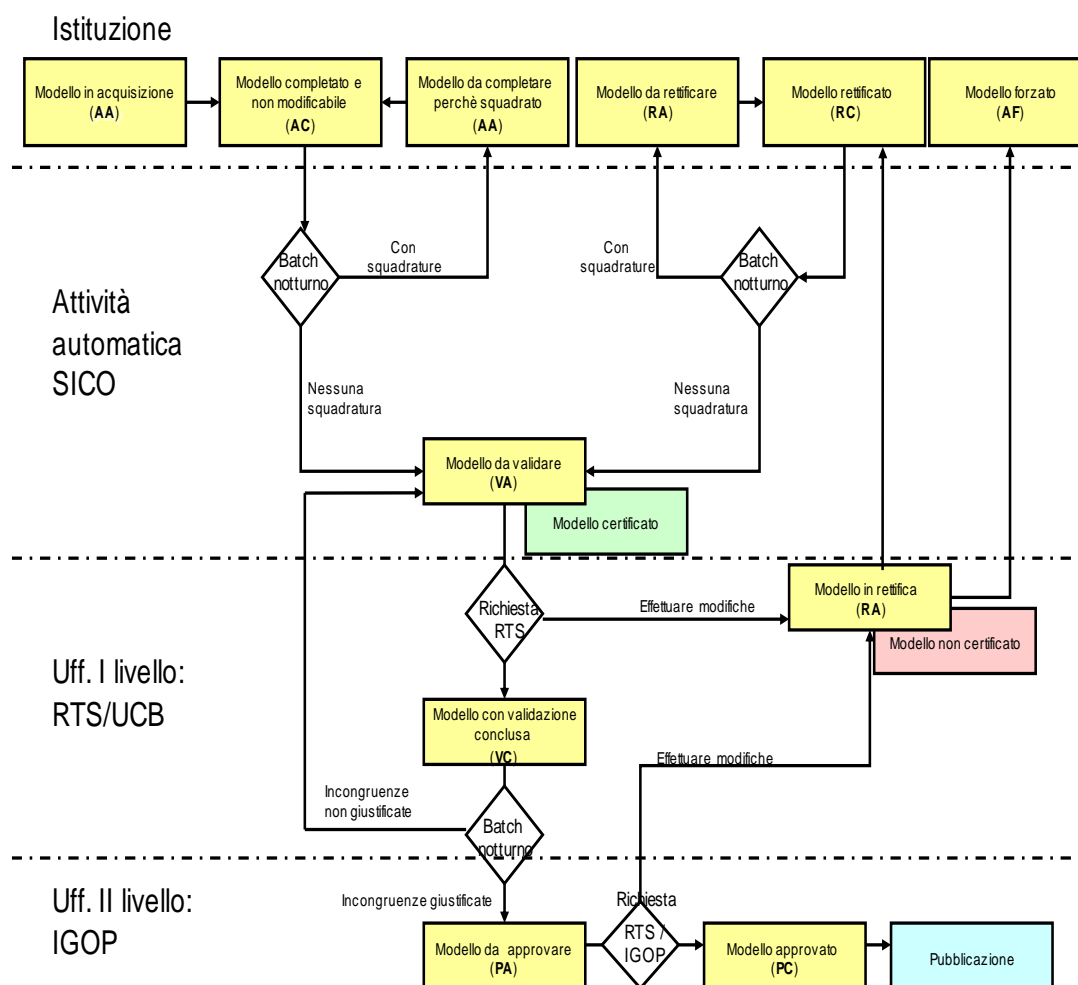 Istituzione
Modello in acquisizione
(AA)
Modello completato e
non modificabile
(AC)
Modello da completare
perchè squadrato
(AA)
Modello da rettificare
(RA)
Modello rettificato
(RC)
Modello forzato
(AF)
Attività
automatica
SICO
Batch
notturno
Con
squadrature
Con
squadrature
Batch
notturno
Nessuna
squadratura
Nessuna
squadratura
Modello da validare
(VA)
Modello certificato
Uff. I livello:
RTS/UCB
Richiesta
RTS
Effettuare modifiche
Modello in rettifica
(RA)
Modello non certificato
Modello con validazione
conclusa
(VC)
Effettuare modifiche
Incongruenze
non giustificate
Batch
notturno
Uff. II livello:
IGOP
Incongruenze giustificate
Modello da approvare
(PA)
Richiesta
RTS /
IGOP
Modello approvato
(PC)
Pubblicazione